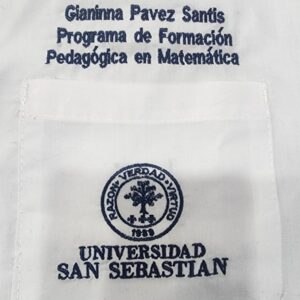 Gianinna Pavez Santis
Programa de Formación
Pedagógica en Matemática
RAZON · VERDAD · VIRTUD
1989
UNIVERSIDAD
SAN SEBASTIAN